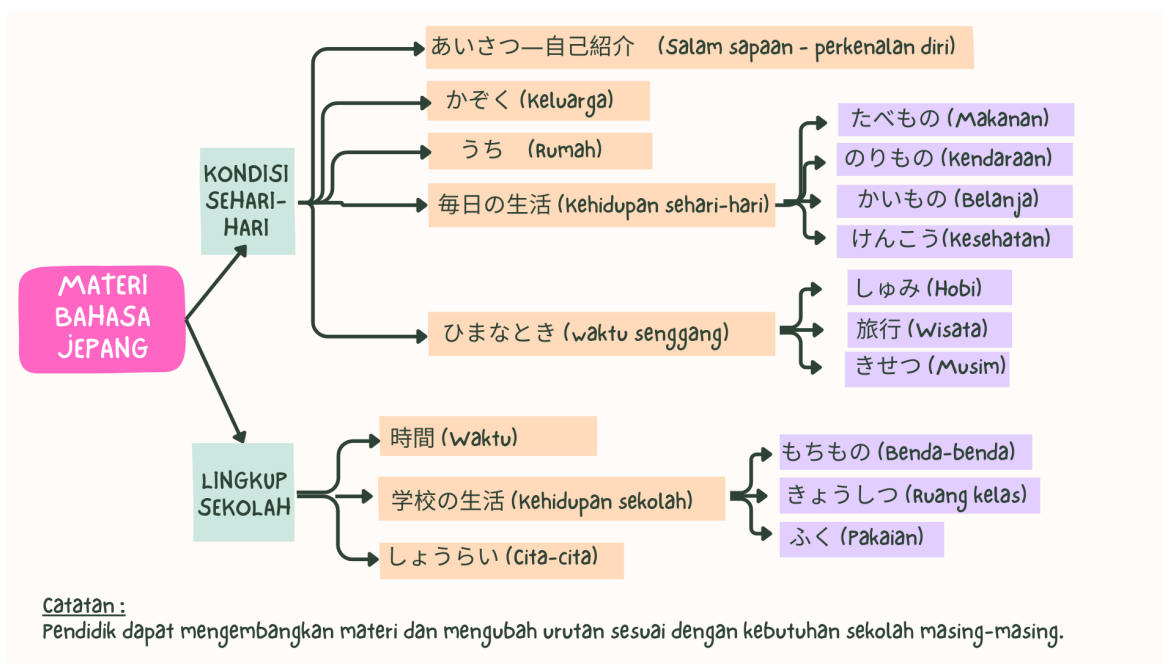 MATERI
BAHASA
JEPANG
KONDISI
SEHARI-
HARI
あいさつ—自己紹介 (Salam sapaan - perkenalan diri)
かぞく (Keluarga)
うち (Rumah)
毎日の生活 (Kehidupan sehari-hari)
たべもの (Makanan)
のりもの (Kendaraan)
かいもの (Belanja)
けんこう(Kesehatan)
ひまなとき (waktu senggang)
しゅみ (Hobi)
旅行 (Wisata)
きせつ (Musim)
LINGKUP
SEKOLAH
時間 (Waktu)
学校の生活 (Kehidupan sekolah)
もちもの (Benda-benda)
きょうしつ (Ruang kelas)
ふく (Pakaian)
しょうらい (Cita-cita)
Catatan :
Pendidik dapat mengembangkan materi dan mengubah urutan sesuai dengan kebutuhan sekolah masing-masing.